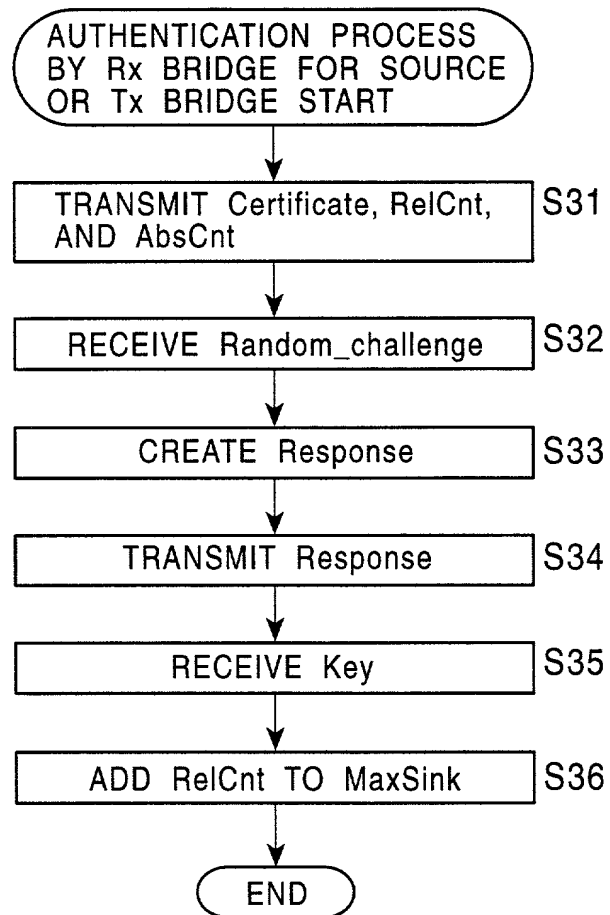 AUTHENTICATION PROCESS
BY Rx BRIDGE FOR SOURCE
OR Tx BRIDGE START
TRANSMIT Certificate, RelCnt,
AND AbsCnt
S31
RECEIVE Random_challenge
S32
CREATE Response
S33
TRANSMIT Response
S34
RECEIVE Key
S35
ADD RelCnt TO MaxSink
S36
END